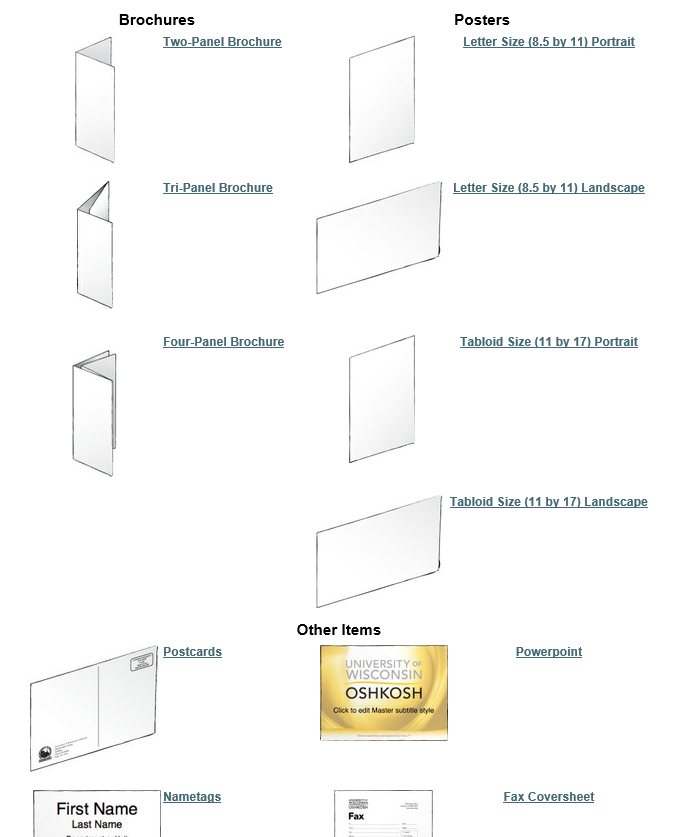 Brochures
Posters
Two-Panel Brochure
Letter Size (8.5 by 11) Portrait
Tri-Panel Brochure
Letter Size (8.5 by 11) Landscape
Four-Panel Brochure
Tabloid Size (11 by 17) Portrait
Tabloid Size (11 by 17) Landscape
Other Items
Postcards
Powerpoint
UNIVERSITY OF
WISCONSIN
OSHKOSH
Click to edit Master subtitle style
Nametags
Fax Coversheet
First Name
Last Name
Fax